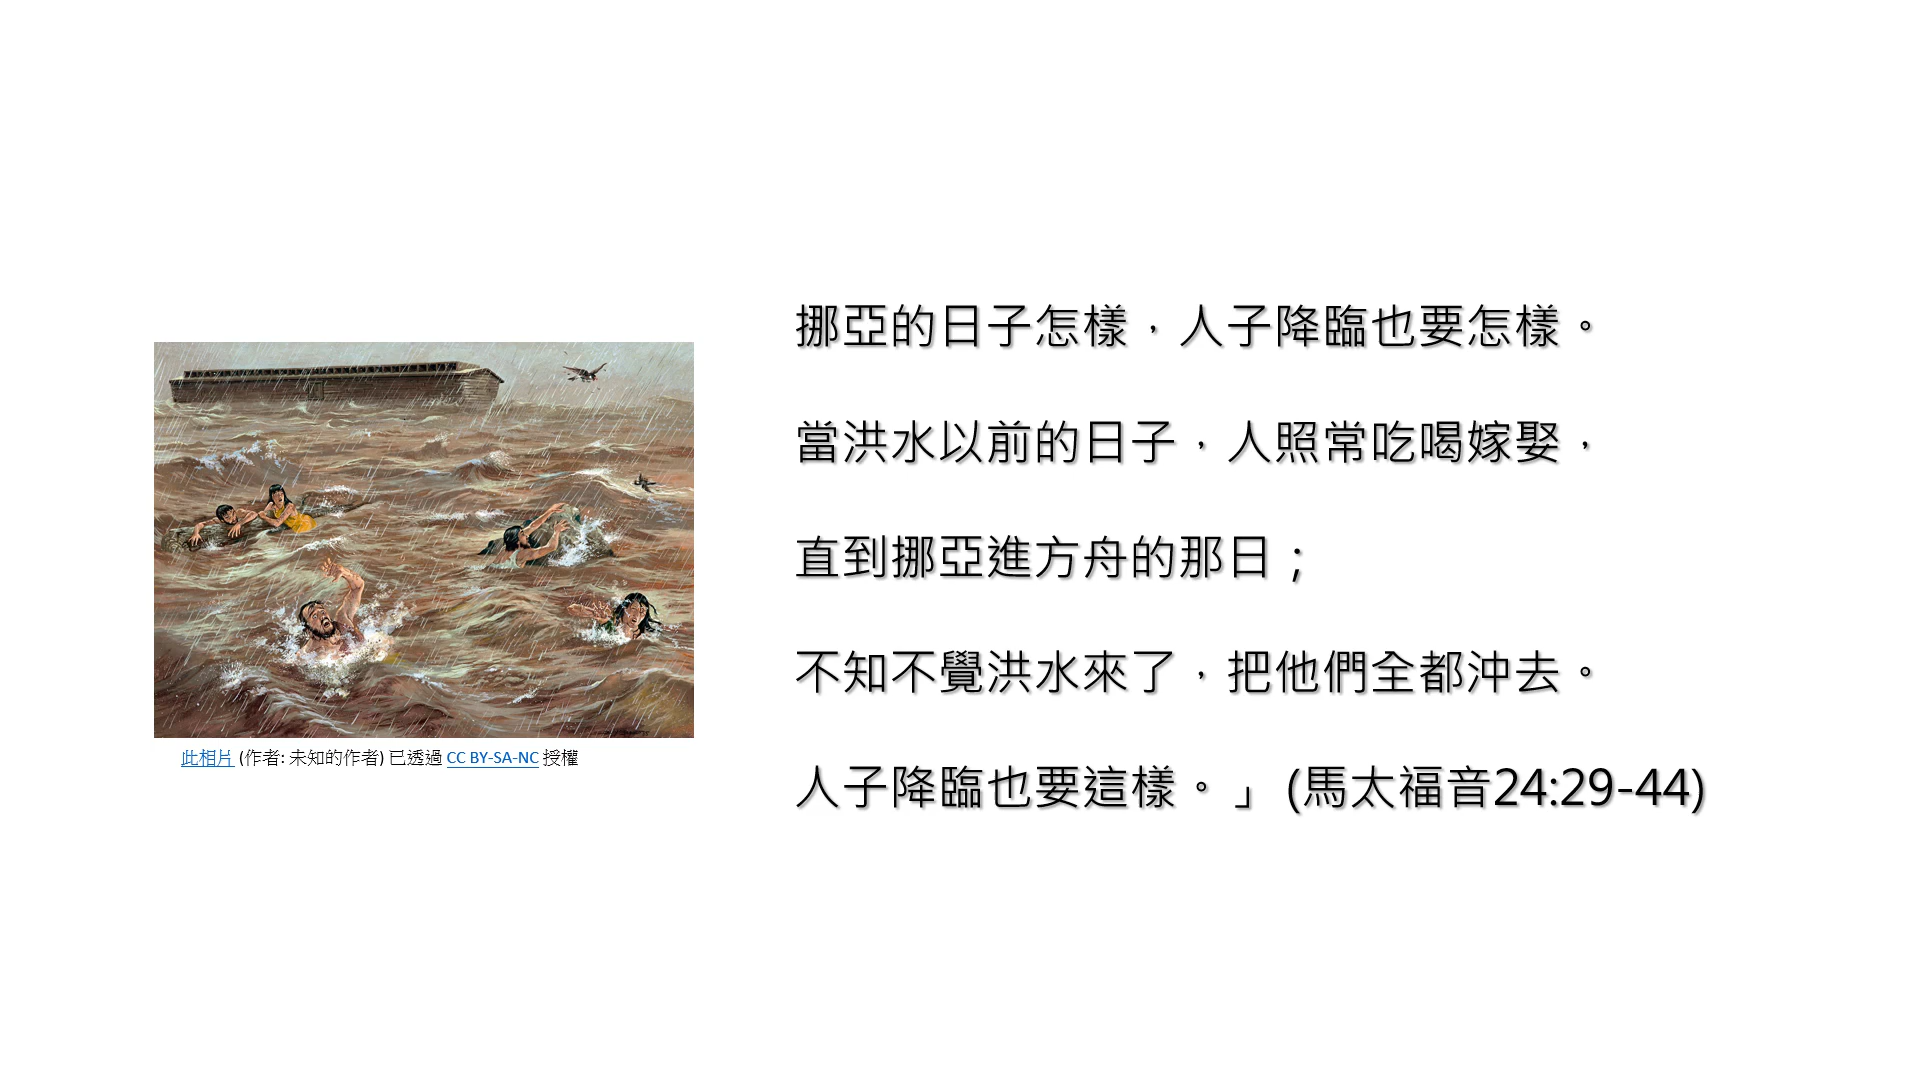 挪亞的日子怎�，人子降臨也要怎樣。
當洪水以前的日子，人照常吃喝嫁娶，
直到挪亞進方舟的那日；
不知不覺洪水來了，把他們全都沖去。
人子降臨也要這樣。」 (馬太福音24:29-44)
此相片 (作者: 未知的作者) 已透過 CC BY-SA-NC 授權